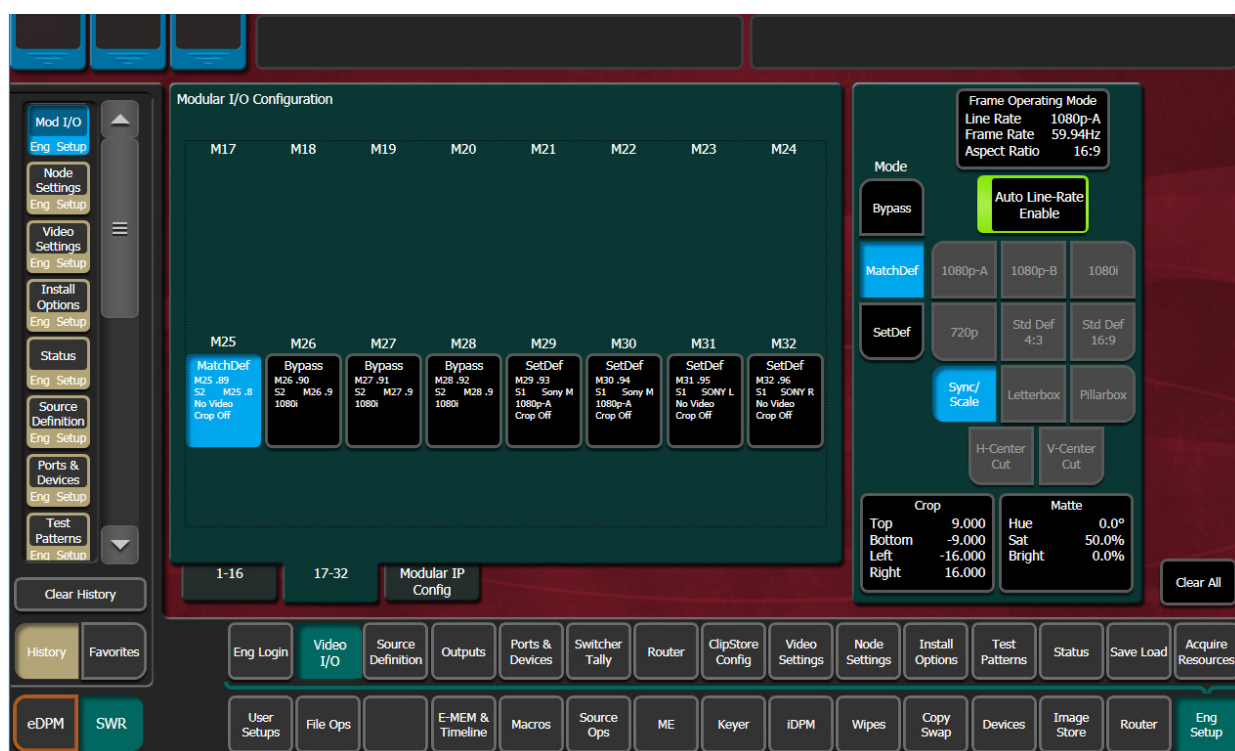 Mod I/O
Eng Setup
Node
Settings
Eng Setup
Video
Settings
Eng Setup
Install
Options
Eng Setup
Status
Eng Setup
Source
Definition
Eng Setup
Ports &
Devices
Eng Setup
Test
Patterns
Eng Setup
Clear History
History
Favorites
Modular I/O Configuration
M17 M18 M19 M20 M21 M22 M23 M24
M25 M26 M27 M28 M29 M30 M31 M32
MatchDef
M25 .89
S2 M25 .8
No Video
Crop Off
Bypass
M26 .90
S2 M26 .9
1080i
Bypass
M27 .91
S2 M27 .9
1080i
Bypass
M28 .92
S2 M28 .9
1080i
SetDef
M29 .93
S1 Sony M
1080p-A
Crop Off
SetDef
M30 .94
S1 Sony M
1080p-A
Crop Off
SetDef
M31 .95
S1 SONY L
No Video
Crop Off
SetDef
M32 .96
S1 SONY R
No Video
Crop Off
1-16
17-32
Modular IP
Config
Frame Operating Mode
Line Rate 1080p-A
Frame Rate 59.94Hz
Aspect Ratio 16:9
Mode
Bypass
MatchDef
SetDef
Auto Line-Rate
Enable
1080p-A
1080p-B
1080i
720p
Std Def
4:3
Std Def
16:9
Sync/
Scale
Letterbox
Pillarbox
H-Center
Cut
V-Center
Cut
Crop
Top 9.000
Bottom -9.000
Left -16.000
Right 16.000
Matte
Hue 0.0°
Sat 50.0%
Bright 0.0%
Clear All
Eng Login
Video
I/O
Source
Definition
Outputs
Ports &
Devices
Switcher
Tally
Router
ClipStore
Config
Video
Settings
Node
Settings
Install
Options
Test
Patterns
Status
Save Load
Acquire
Resources
eDPM
SWR
User
Setups
File Ops
E-MEM &
Timeline
Macros
Source
Ops
ME
Keyer
iDPM
Wipes
Copy
Swap
Devices
Image
Store
Router
Eng
Setup